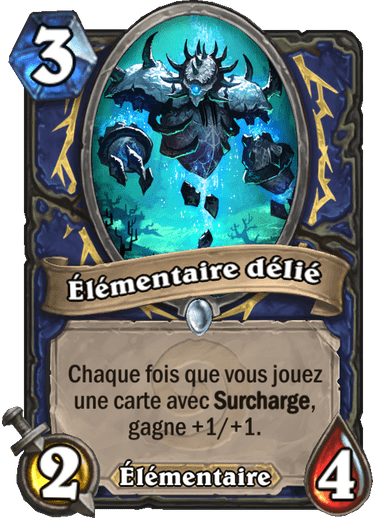 3
Élémentaire délié
Chaque fois que vous jouez
une carte avec Surcharge,
gagne +1/+1.
2
Élémentaire
4